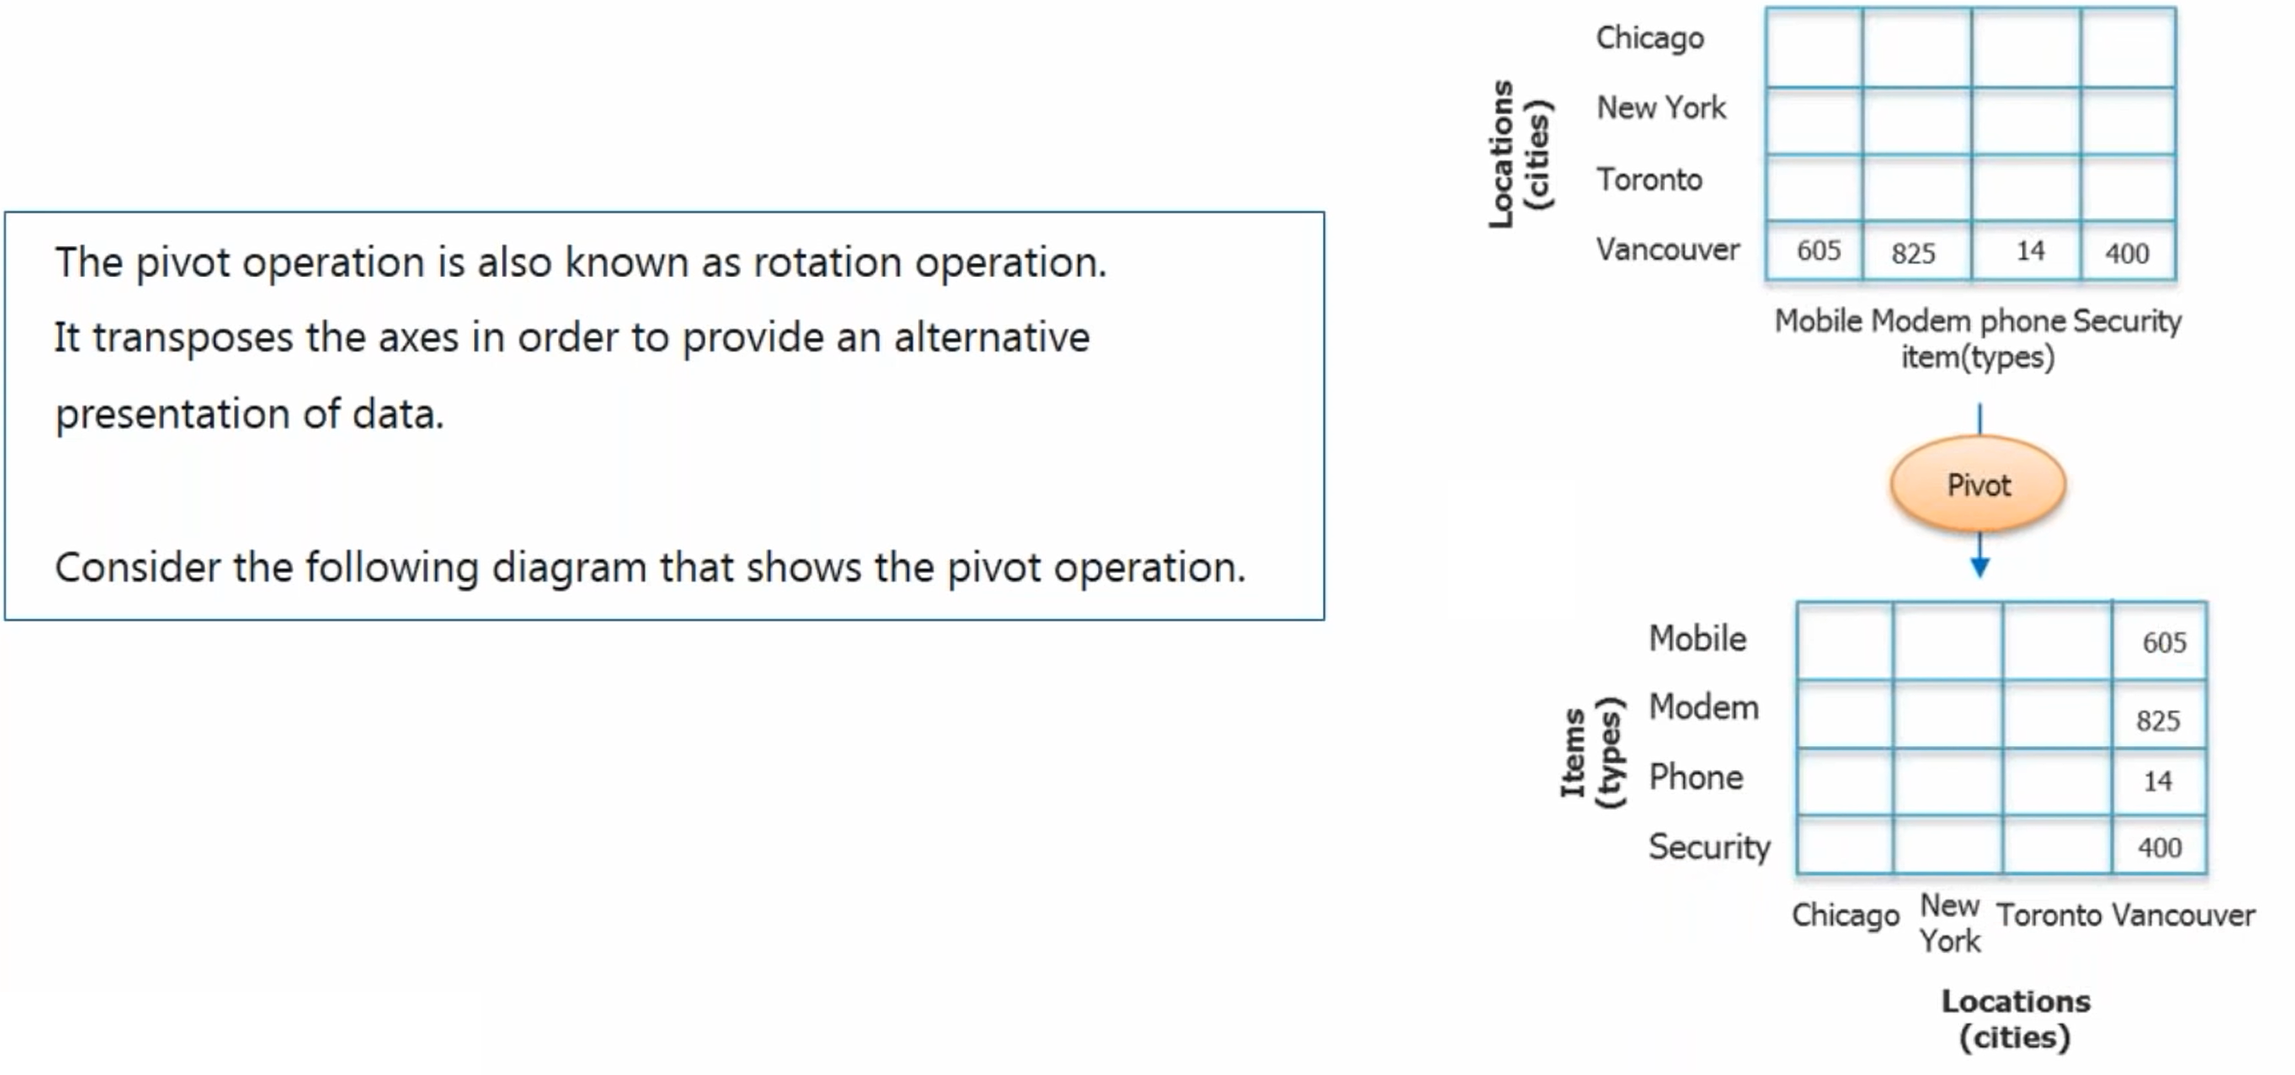 The pivot operation is also known as rotation operation.
It transposes the axes in order to provide an alternative
presentation of data.
Consider the following diagram that shows the pivot operation.
Locations
(cities)
Chicago
New York
Toronto
Vancouver 605 825 14 400
Mobile Modem phone Security
item(types)
Pivot
Items
(types)
Mobile 605
Modem 825
Phone 14
Security 400
Chicago New York Toronto Vancouver
Locations
(cities)